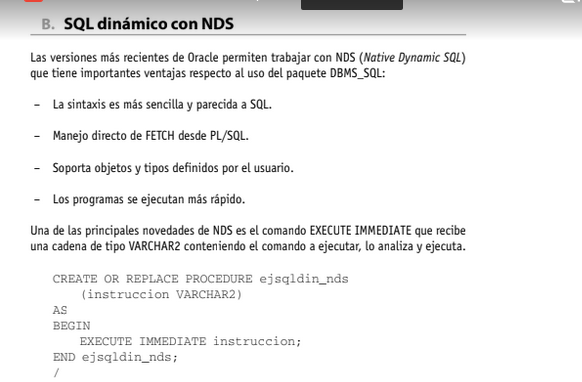 B. SQL dinámico con NDS
Las versiones más recientes de Oracle permiten trabajar con NDS (Native Dynamic SQL)
que tiene importantes ventajas respecto al uso del paquete DBMS_SQL:
– La sintaxis es más sencilla y parecida a SQL.
– Manejo directo de FETCH desde PL/SQL.
– Soporta objetos y tipos definidos por el usuario.
– Los programas se ejecutan más rápido.
Una de las principales novedades de NDS es el comando EXECUTE IMMEDIATE que recibe
una cadena de tipo VARCHAR2 conteniendo el comando a ejecutar, lo analiza y ejecuta.
CREATE OR REPLACE PROCEDURE ejsqldin_nds
(instruccion VARCHAR2)
AS
BEGIN
EXECUTE IMMEDIATE instruccion;
END ejsqldin_nds;
/